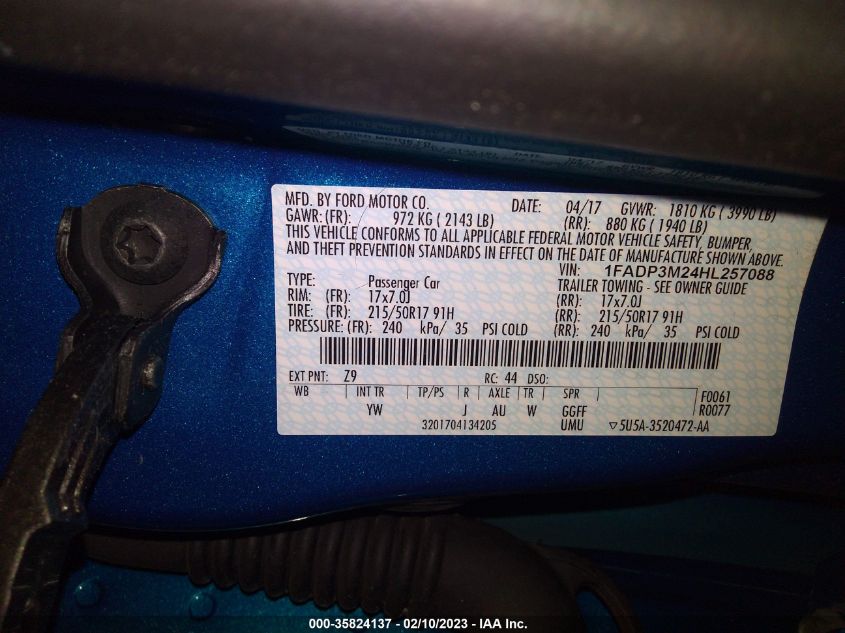 MFD. BY FORD MOTOR CO. DATE: 04/17 GVWR: 1810 KG ( 3990 LB)
GAWR: (FR): 972 KG ( 2143 LB) (RR): 880 KG ( 1940 LB)
THIS VEHICLE CONFORMS TO ALL APPLICABLE FEDERAL MOTOR VEHICLE SAFETY, BUMPER,
AND THEFT PREVENTION STANDARDS IN EFFECT ON THE DATE OF MANUFACTURE SHOWN ABOVE.
VIN: 1FADP3M24HL257088
TYPE: Passenger Car TRAILER TOWING - SEE OWNER GUIDE
RIM: (FR): 17x7.0J (RR): 17x7.0J
TIRE: (FR): 215/50R17 91H (RR): 215/50R17 91H
PRESSURE: (FR): 240 kPa/ 35 PSI COLD (RR): 240 kPa/ 35 PSI COLD
EXT PNT: Z9 RC: 44 DSO:
WB INT TR TP/PS R AXLE TR SPR F0061
YW J AU W GGFF R0077
3201704134205 UMU ▽5U5A-3520472-AA
000-35824137 - 02/10/2023 - IAA Inc.